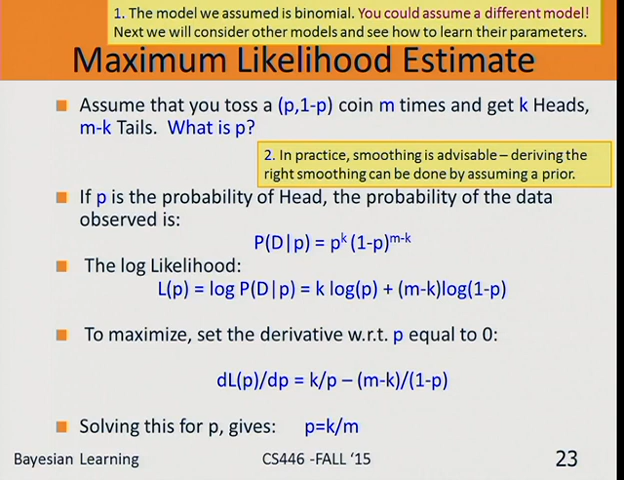 1. The model we assumed is binomial. You could assume a different model!
Next we will consider other models and see how to learn their parameters.
Maximum Likelihood Estimate
Assume that you toss a (p,1-p) coin m times and get k Heads,
m-k Tails. What is p?
2. In practice, smoothing is advisable – deriving the
right smoothing can be done by assuming a prior.
If p is the probability of Head, the probability of the data
observed is:
P(D|p) = pᵏ (1-p)ᵐ⁻ᵏ
The log Likelihood:
L(p) = log P(D|p) = k log(p) + (m-k)log(1-p)
To maximize, set the derivative w.r.t. p equal to 0:
dL(p)/dp = k/p – (m-k)/(1-p)
Solving this for p, gives: p=k/m
Bayesian Learning CS446 -FALL ‘15 23